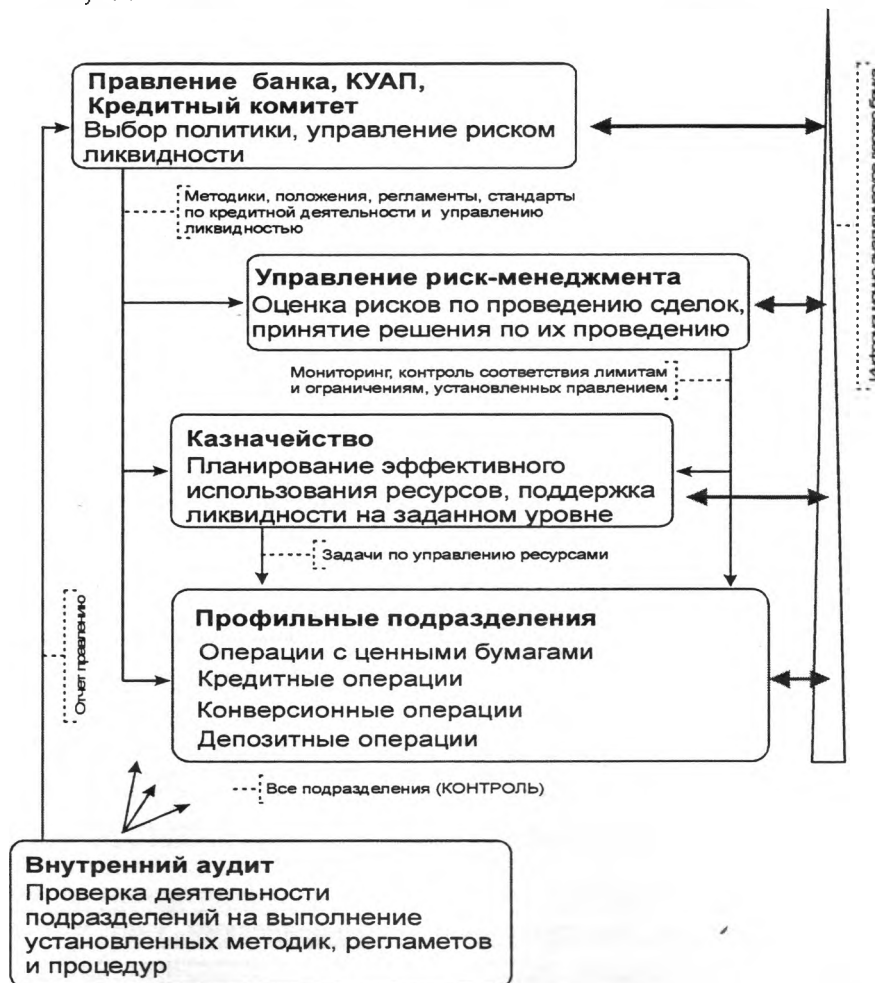 Правление банка, КУАП,
Кредитный комитет
Выбор политики, управление риском
ликвидности
Методики, положения, регламенты, стандарты
по кредитной деятельности и управлению
ликвидностью
Управление риск-менеджмента
Оценка рисков по проведению сделок,
принятие решения по их проведению
Мониторинг, контроль соответствия лимитам
и ограничениям, установленных правлением
Казначейство
Планирование эффективного
использования ресурсов, поддержка
ликвидности на заданном уровне
Задачи по управлению ресурсами
Профильные подразделения
Операции с ценными бумагами
Кредитные операции
Конверсионные операции
Депозитные операции
Отчет правлению
Все подразделения (КОНТРОЛЬ)
Внутренний аудит
Проверка деятельности
подразделений на выполнение
установленных методик, регламетов
и процедур